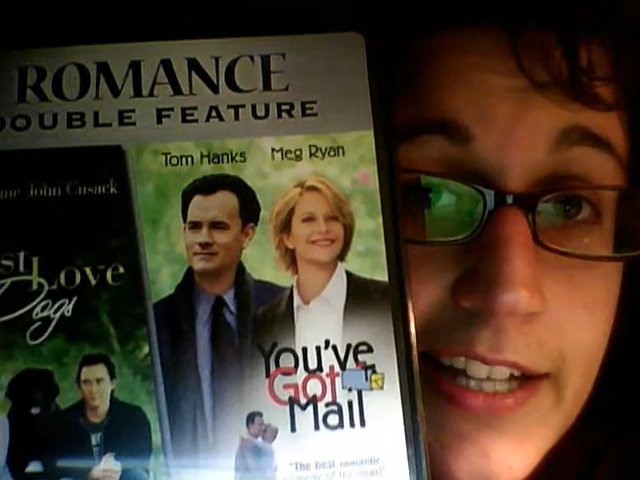 ROMANCE
DOUBLE FEATURE
Tom Hanks Meg Ryan
John Cusack
Love
Dogs
You've
Got
Mail
"The best romantic